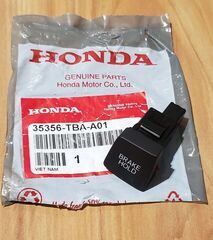 HONDA
GENUINE PARTS
Honda Motor Co., Ltd.
HONDA
35356-TBA-A01
1
VIET NAM
BRAKE
HOLD